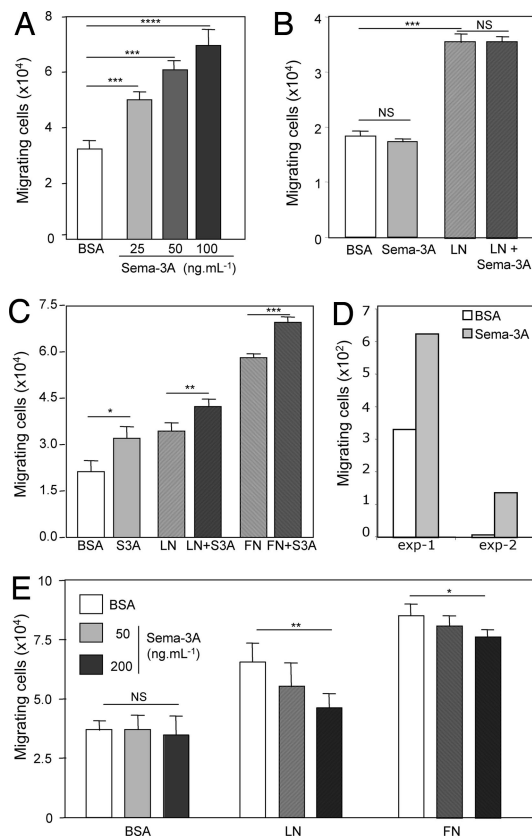 A
Migrating cells (x10⁴)
8
6
4
2
0
****
***
***
BSA
25 50 100
Sema-3A (ng.mL⁻¹)
B
Migrating cells (x10⁴)
4
3
2
1
0
*** NS
NS
BSA Sema-3A LN LN +
Sema-3A
C
Migrating cells (x10⁴)
7.5
6.0
4.5
3.0
1.5
0.0
*
**
***
BSA S3A LN LN+S3A FN FN+S3A
D
Migrating cells (x10²)
7
6
5
4
3
2
1
0
BSA
Sema-3A
exp-1 exp-2
E
Migrating cells (x10⁴)
10
7.5
5.0
2.5
0
BSA
50
200
Sema-3A
(ng.mL⁻¹)
NS
**
*
BSA LN FN